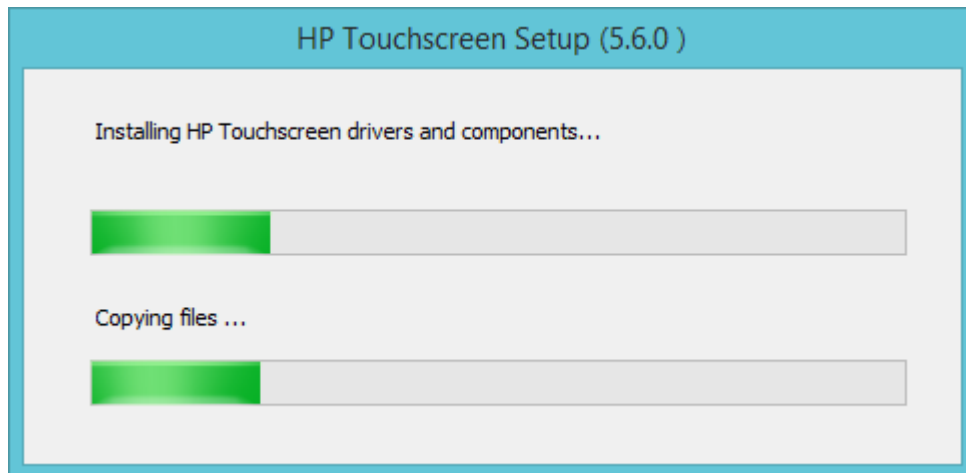 HP Touchscreen Setup (5.6.0 )
Installing HP Touchscreen drivers and components...
Copying files ...